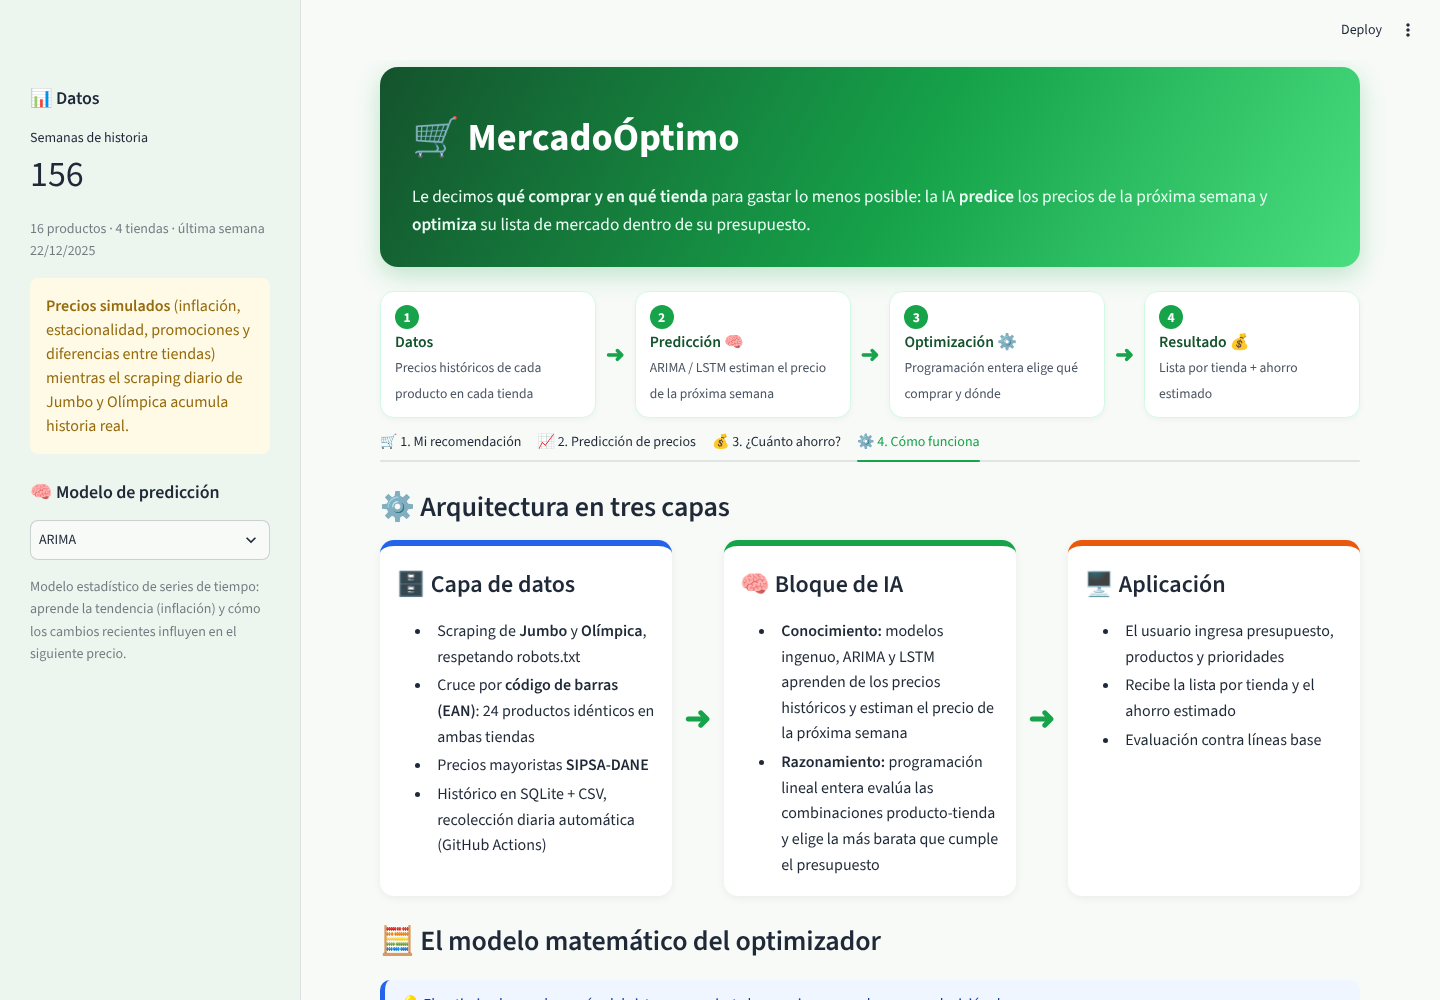 Deploy
📊 Datos
Semanas de historia
156
16 productos · 4 tiendas · última semana
22/12/2025
Precios simulados (inflación,
estacionalidad, promociones y
diferencias entre tiendas)
mientras el scraping diario de
Jumbo y Olímpica acumula
historia real.
🧠 Modelo de predicción
ARIMA
Modelo estadístico de series de tiempo:
aprende la tendencia (inflación) y cómo
los cambios recientes influyen en el
siguiente precio.
🛒 MercadoÓptimo
Le decimos qué comprar y en qué tienda para gastar lo menos posible: la IA predice los precios de la próxima semana y
optimiza su lista de mercado dentro de su presupuesto.
1
Datos
Precios históricos de cada
producto en cada tienda
➜
2
Predicción 🧠
ARIMA / LSTM estiman el precio
de la próxima semana
➜
3
Optimización ⚙️
Programación entera elige qué
comprar y dónde
➜
4
Resultado 💰
Lista por tienda + ahorro
estimado
🛒 1. Mi recomendación
📈 2. Predicción de precios
💰 3. ¿Cuánto ahorro?
⚙️ 4. Cómo funciona
⚙️ Arquitectura en tres capas
🗄️ Capa de datos
• Scraping de Jumbo y Olímpica,
respetando robots.txt
• Cruce por código de barras
(EAN): 24 productos idénticos en
ambas tiendas
• Precios mayoristas SIPSA-DANE
• Histórico en SQLite + CSV,
recolección diaria automática
(GitHub Actions)
➜
🧠 Bloque de IA
• Conocimiento: modelos
ingenuo, ARIMA y LSTM
aprenden de los precios
históricos y estiman el precio de
la próxima semana
• Razonamiento: programación
lineal entera evalúa las
combinaciones producto-tienda
y elige la más barata que cumple
el presupuesto
➜
🖥️ Aplicación
• El usuario ingresa presupuesto,
productos y prioridades
• Recibe la lista por tienda y el
ahorro estimado
• Evaluación contra líneas base
🧮 El modelo matemático del optimizador